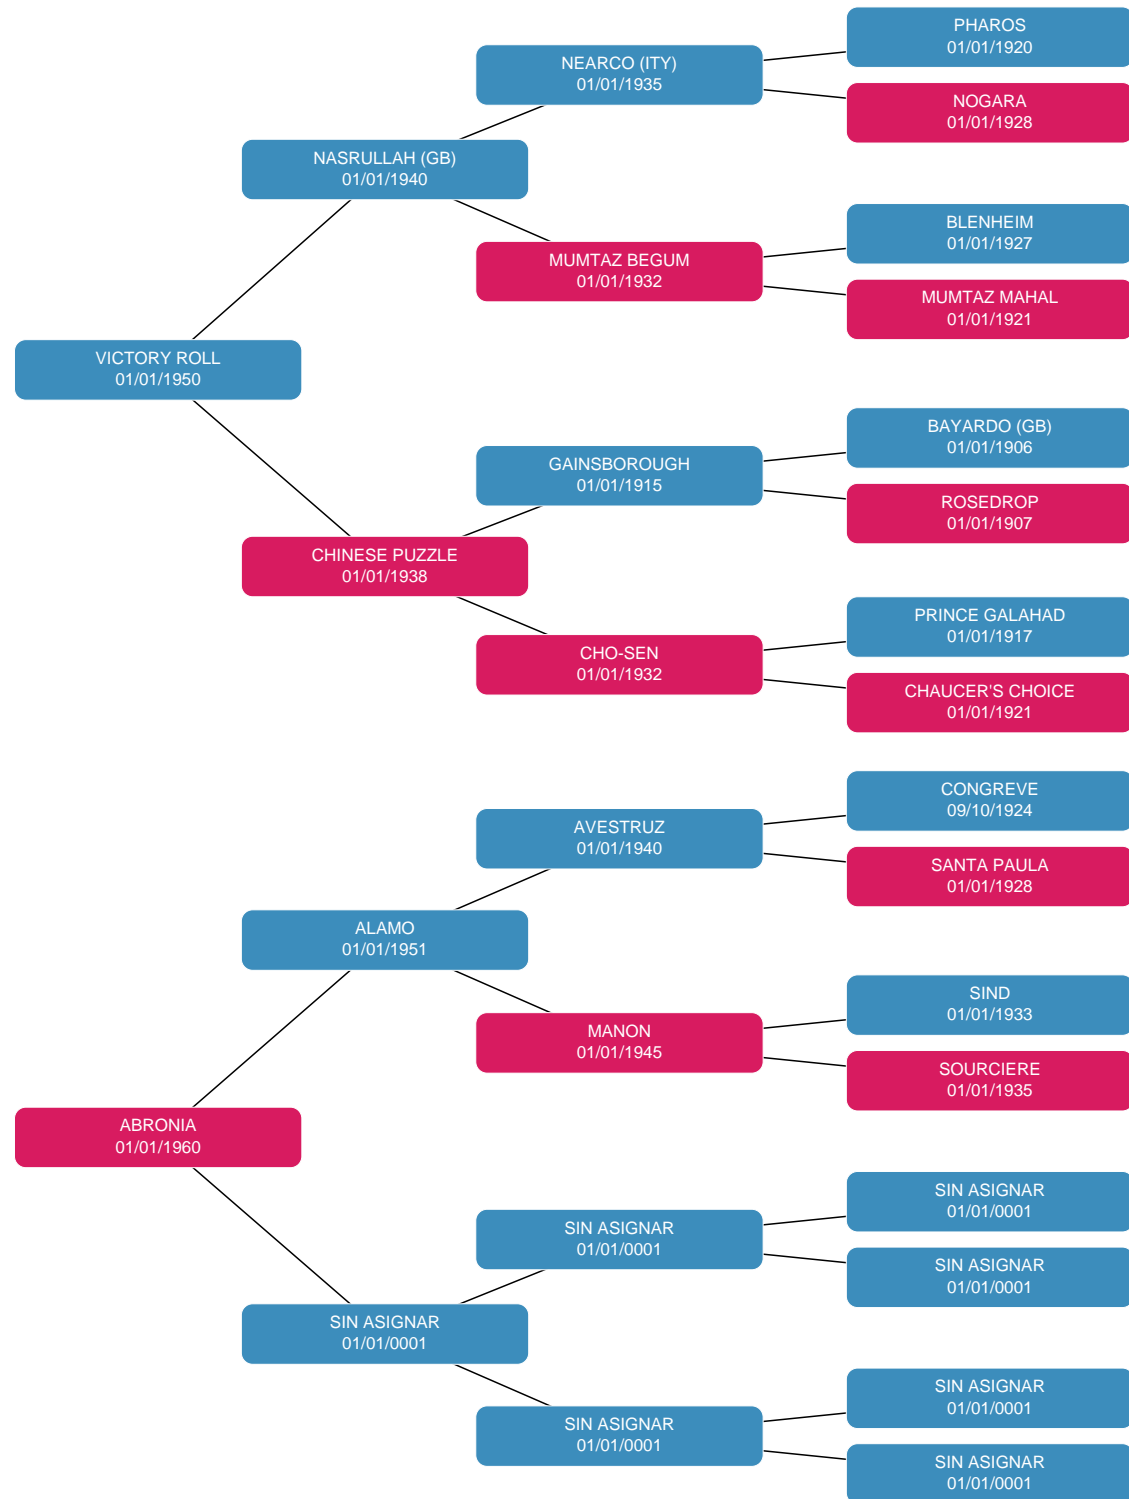 PHAROS
01/01/1920
NEARCO (ITY)
01/01/1935
NOGARA
01/01/1928
NASRULLAH (GB)
01/01/1940
BLENHEIM
01/01/1927
MUMTAZ BEGUM
01/01/1932
MUMTAZ MAHAL
01/01/1921
VICTORY ROLL
01/01/1950
BAYARDO (GB)
01/01/1906
GAINSBOROUGH
01/01/1915
ROSEDROP
01/01/1907
CHINESE PUZZLE
01/01/1938
PRINCE GALAHAD
01/01/1917
CHO-SEN
01/01/1932
CHAUCER'S CHOICE
01/01/1921
CONGREVE
09/10/1924
AVESTRUZ
01/01/1940
SANTA PAULA
01/01/1928
ALAMO
01/01/1951
SIND
01/01/1933
MANON
01/01/1945
SOURCIERE
01/01/1935
ABRONIA
01/01/1960
SIN ASIGNAR
01/01/0001
SIN ASIGNAR
01/01/0001
SIN ASIGNAR
01/01/0001
SIN ASIGNAR
01/01/0001
SIN ASIGNAR
01/01/0001
SIN ASIGNAR
01/01/0001
SIN ASIGNAR
01/01/0001